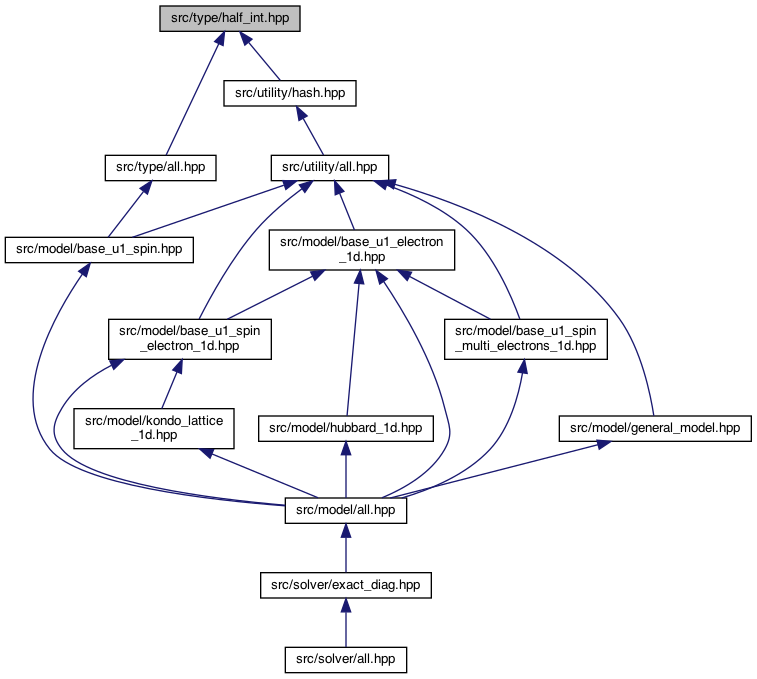 src/type/half_int.hpp
src/utility/hash.hpp
src/type/all.hpp
src/utility/all.hpp
src/model/base_u1_spin.hpp
src/model/base_u1_electron
_1d.hpp
src/model/base_u1_spin
_electron_1d.hpp
src/model/base_u1_spin
_multi_electrons_1d.hpp
src/model/kondo_lattice
_1d.hpp
src/model/hubbard_1d.hpp
src/model/general_model.hpp
src/model/all.hpp
src/solver/exact_diag.hpp
src/solver/all.hpp